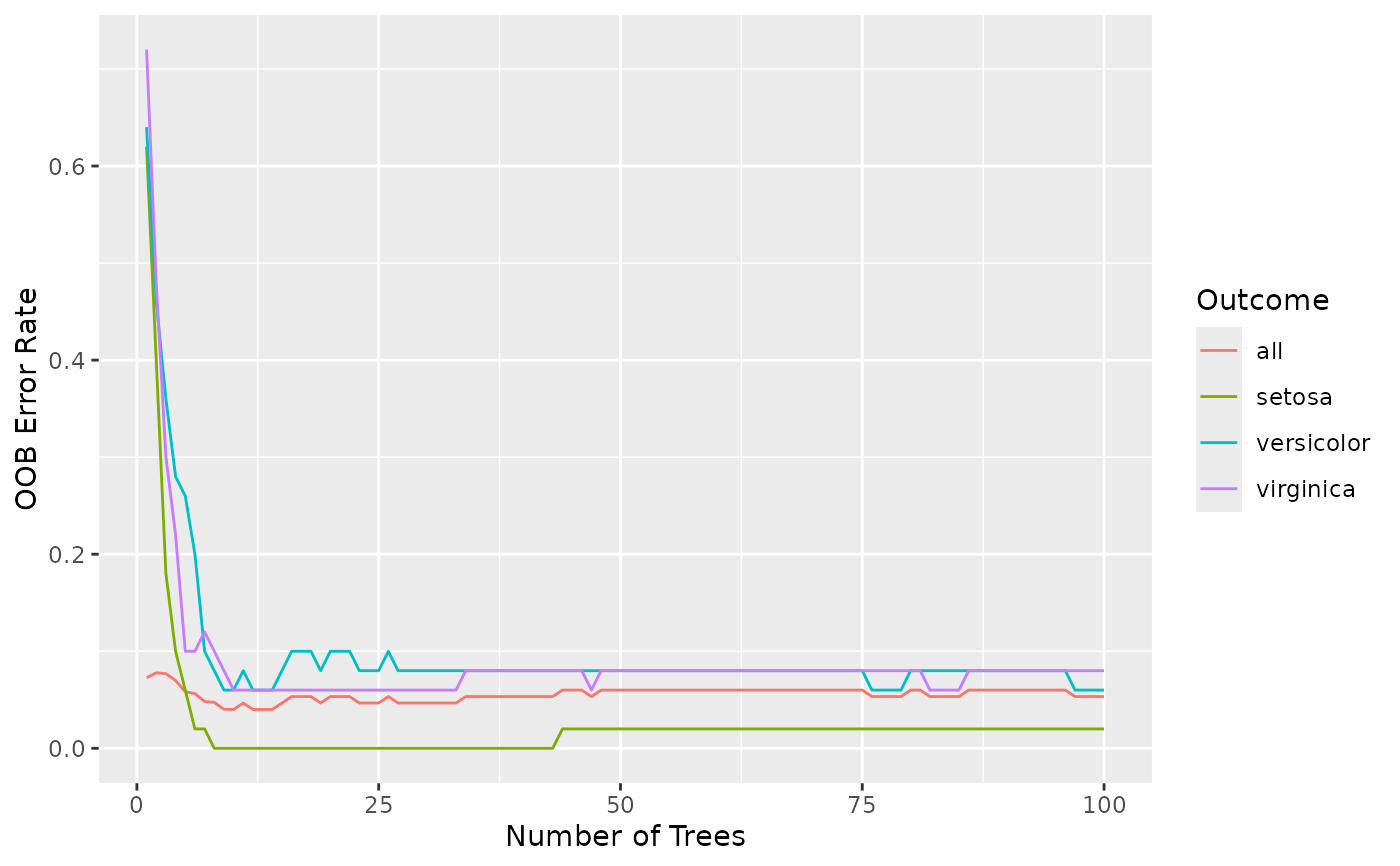 OOB Error Rate
0.6
0.4
0.2
0.0
0
25
50
75
100
Number of Trees
Outcome
all
setosa
versicolor
virginica